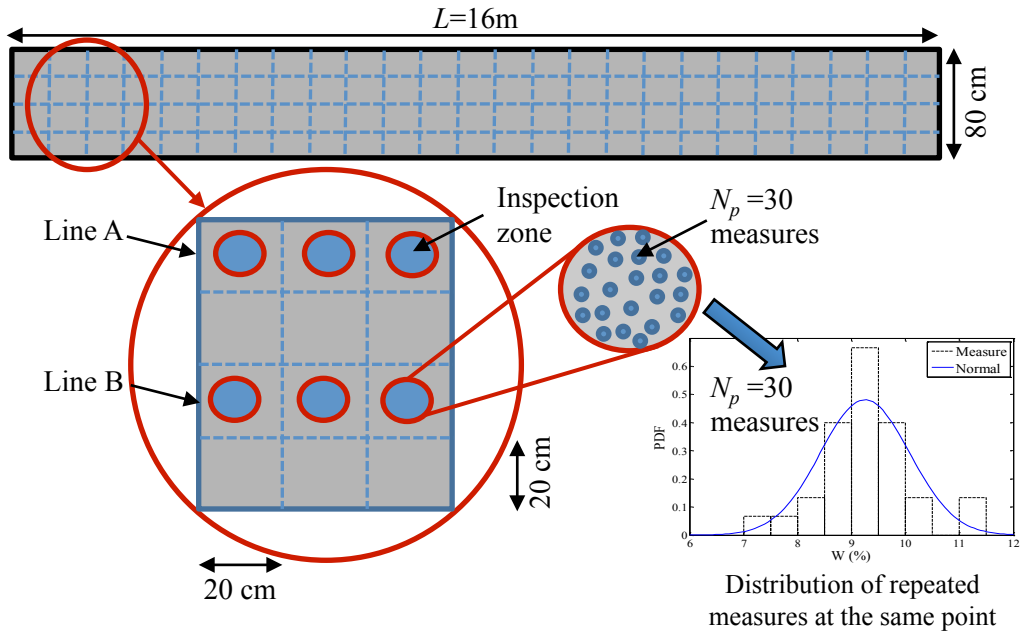 L=16m
80 cm
Line A
Inspection
zone
N_p =30
measures
Line B
20 cm
20 cm
N_p =30
measures
Measure
Normal
PDF
0.6
0.5
0.4
0.3
0.2
0.1
0
6 7 8 9 10 11 12
W (%)
Distribution of repeated
measures at the same point